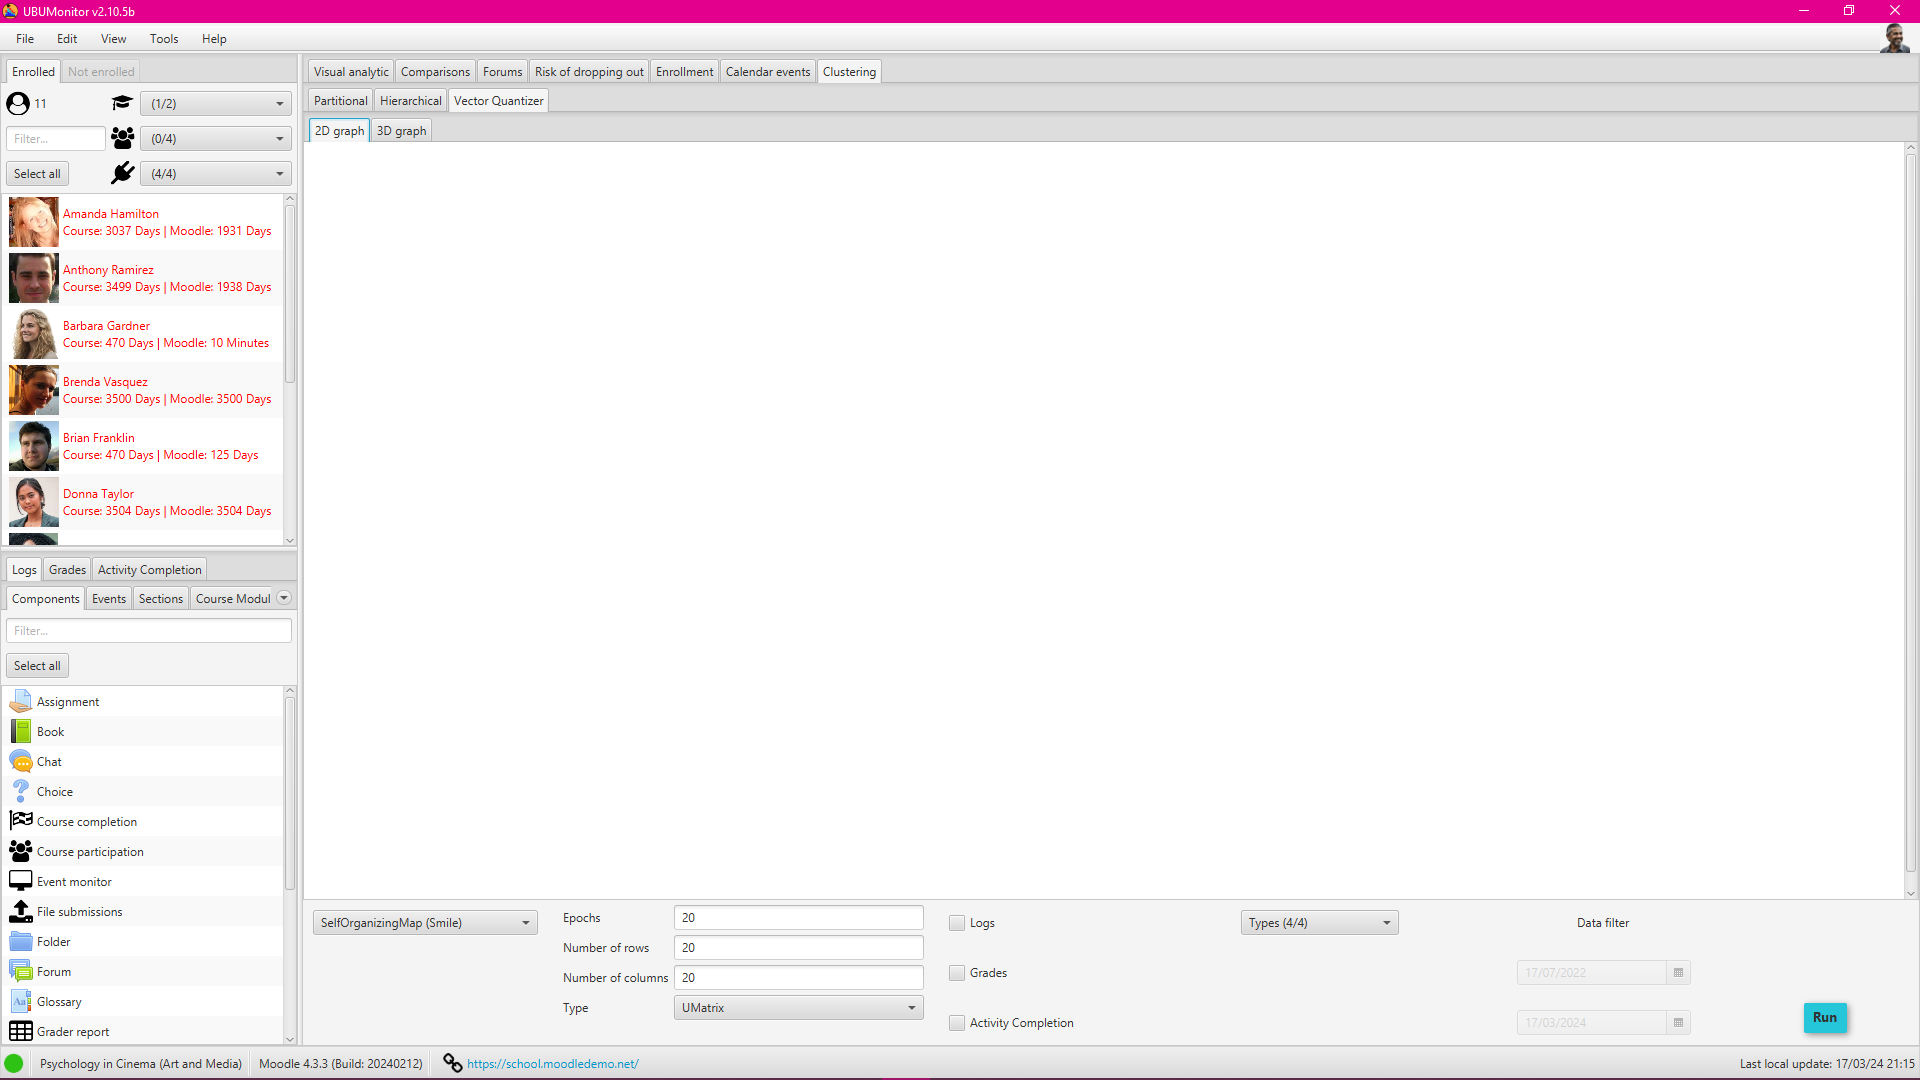 UBUMonitor v2.10.5b
File Edit View Tools Help
Enrolled Not enrolled
11 (1/2)
Filter... (0/4)
Select all (4/4)
Amanda Hamilton
Course: 3037 Days | Moodle: 1931 Days
Anthony Ramirez
Course: 3499 Days | Moodle: 1938 Days
Barbara Gardner
Course: 470 Days | Moodle: 10 Minutes
Brenda Vasquez
Course: 3500 Days | Moodle: 3500 Days
Brian Franklin
Course: 470 Days | Moodle: 125 Days
Donna Taylor
Course: 3504 Days | Moodle: 3504 Days
Logs Grades Activity Completion
Components Events Sections Course Modul
Filter...
Select all
Assignment
Book
Chat
Choice
Course completion
Course participation
Event monitor
File submissions
Folder
Forum
Glossary
Grader report
Visual analytic Comparisons Forums Risk of dropping out Enrollment Calendar events Clustering
Partitional Hierarchical Vector Quantizer
2D graph 3D graph
SelfOrganizingMap (Smile)
Epochs 20
Number of rows 20
Number of columns 20
Type UMatrix
Logs
Grades
Activity Completion
Types (4/4)
Data filter
17/07/2022
17/03/2024
Run
Psychology in Cinema (Art and Media) Moodle 4.3.3 (Build: 20240212) https://school.moodledemo.net/ Last local update: 17/03/24 21:15